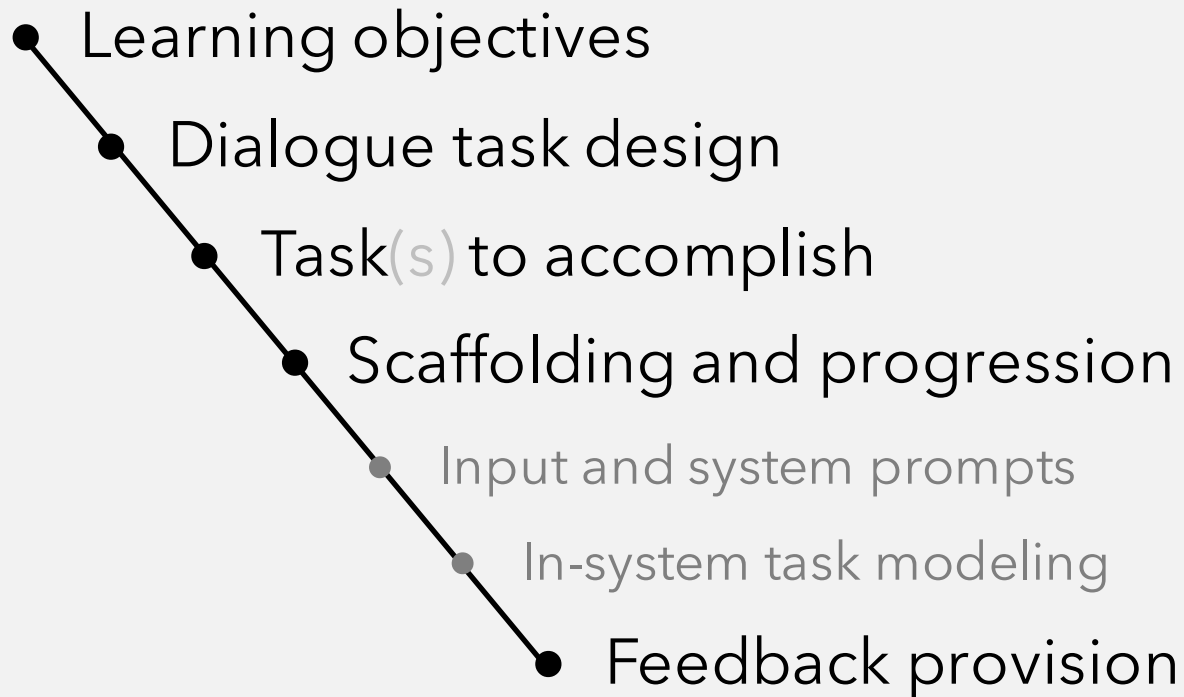 Learning objectives
Dialogue task design
Task(s) to accomplish
Scaffolding and progression
Input and system prompts
In-system task modeling
Feedback provision